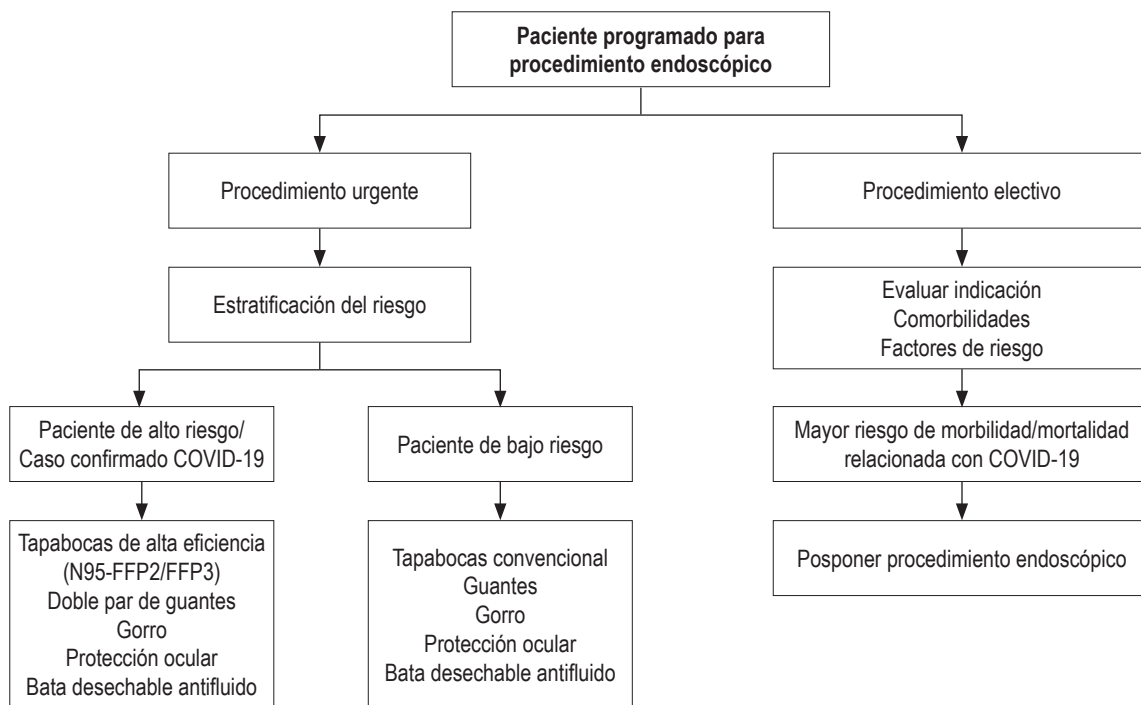 Paciente programado para
procedimiento endoscópico
Procedimiento urgente
Procedimiento electivo
Estratificación del riesgo
Evaluar indicación
Comorbilidades
Factores de riesgo
Paciente de alto riesgo/
Caso confirmado COVID-19
Paciente de bajo riesgo
Mayor riesgo de morbilidad/mortalidad
relacionada con COVID-19
Tapabocas de alta eficiencia
(N95-FFP2/FFP3)
Doble par de guantes
Gorro
Protección ocular
Bata desechable antifluido
Tapabocas convencional
Guantes
Gorro
Protección ocular
Bata desechable antifluido
Posponer procedimiento endoscópico